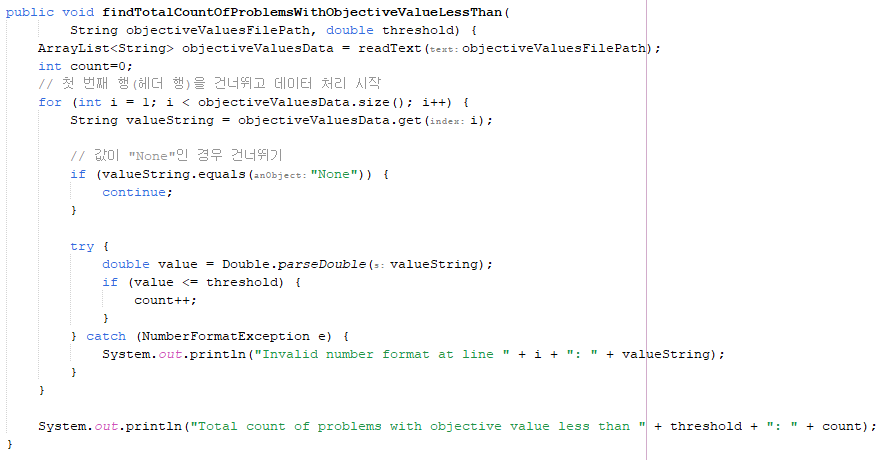 public void findTotalCountOfProblemsWithObjectiveValueLessThan(
        String objectiveValuesFilePath, double threshold) {
    ArrayList<String> objectiveValuesData = readText(text: objectiveValuesFilePath);
    int count=0;
    // 첫 번째 행(헤더 행)을 건너뛰고 데이터 처리 시작
    for (int i = 1; i < objectiveValuesData.size(); i++) {
        String valueString = objectiveValuesData.get(index: i);

        // 값이 "None"인 경우 건너뛰기
        if (valueString.equals(anObject: "None")) {
            continue;
        }

        try {
            double value = Double.parseDouble(s: valueString);
            if (value <= threshold) {
                count++;
            }
        } catch (NumberFormatException e) {
            System.out.println("Invalid number format at line " + i + ": " + valueString);
        }
    }

    System.out.println("Total count of problems with objective value less than " + threshold + ": " + count);
}